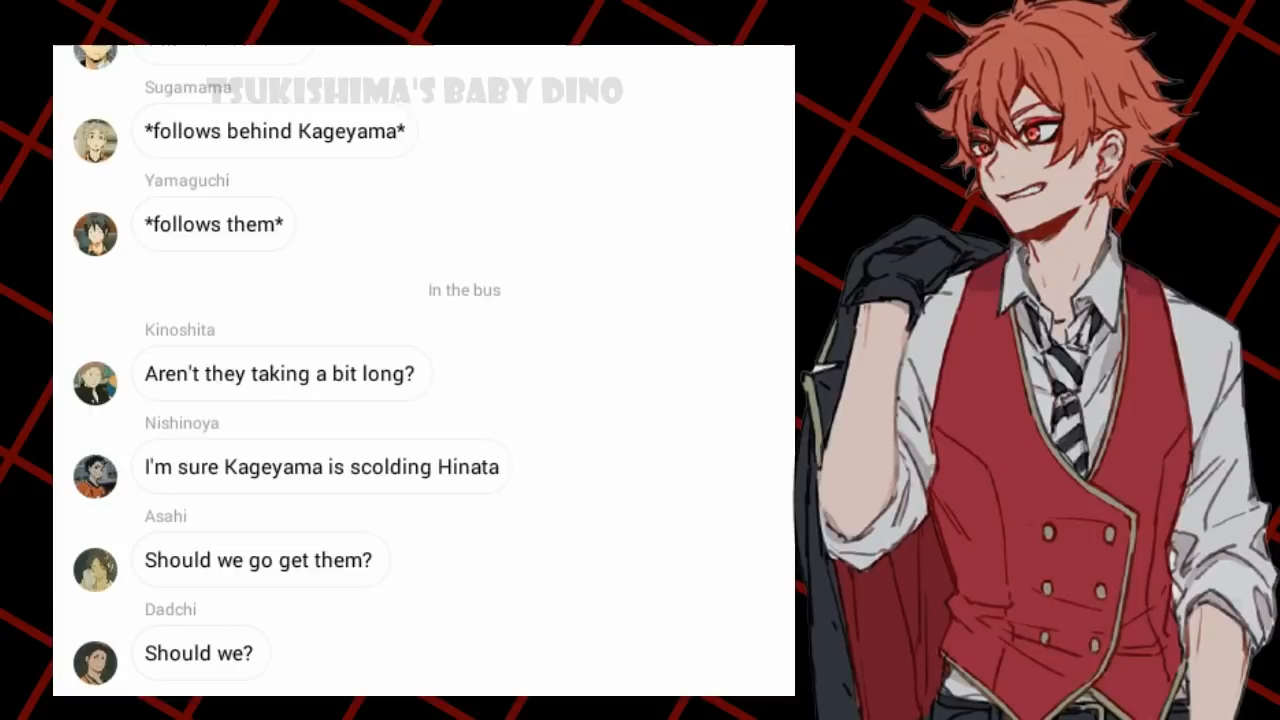 Sugamama
TSUKISHIMA'S BABY DINO
*follows behind Kageyama*
Yamaguchi
*follows them*
In the bus
Kinoshita
Aren't they taking a bit long?
Nishinoya
I'm sure Kageyama is scolding Hinata
Asahi
Should we go get them?
Dadchi
Should we?